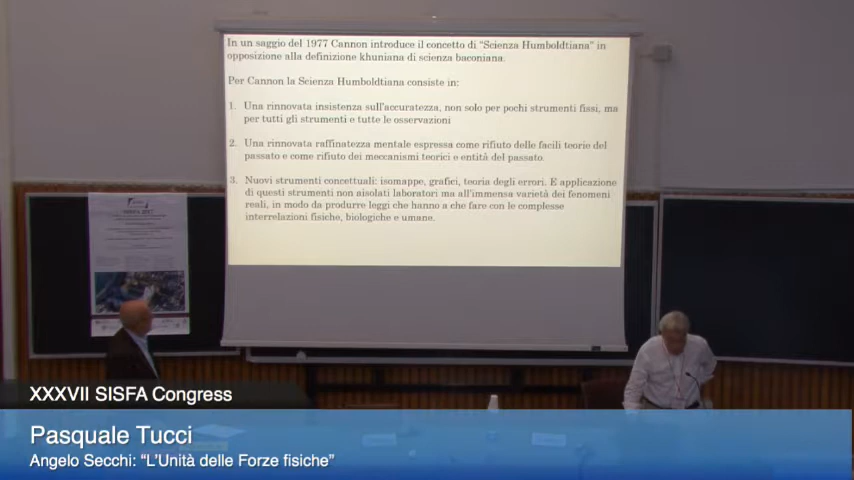 In un saggio del 1977 Cannon introduce il concetto di "Scienza Humboldtiana" in
opposizione alla definizione khuniana di scienza baconiana.
Per Cannon la Scienza Humboldtiana consiste in:
1. Una rinnovata insistenza sull'accuratezza, non solo per pochi strumenti fissi, ma
per tutti gli strumenti e tutte le osservazioni
2. Una rinnovata raffinatezza mentale espressa come rifiuto delle facili teorie del
passato e come rifiuto dei meccanismi teorici e entità del passato.
3. Nuovi strumenti concettuali: isomappe, grafici, teoria degli errori. E applicazione
di questi strumenti non aisolati laboratori ma all'immensa varietà dei fenomeni
reali, in modo da produrre leggi che hanno a che fare con le complesse
interrelazioni fisiche, biologiche e umane.
XXXVII SISFA Congress
Pasquale Tucci
Angelo Secchi: "L'Unità delle Forze fisiche"